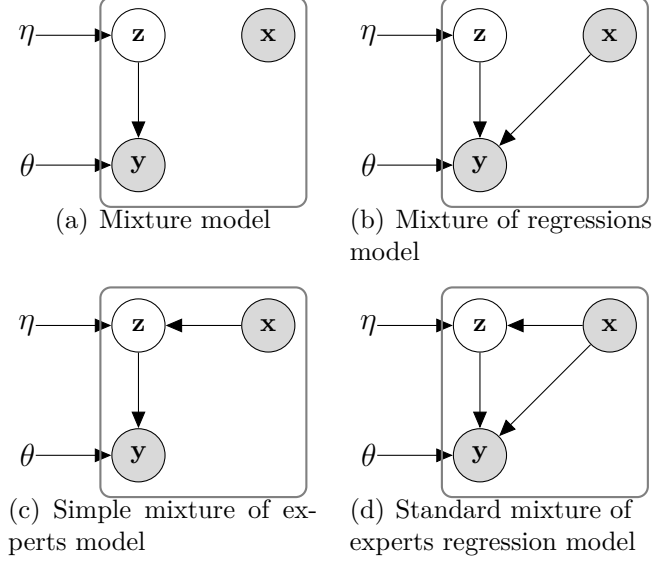 η z x
θ y
(a) Mixture model
η z x
θ y
(b) Mixture of regressions
model
η z x
θ y
(c) Simple mixture of ex-
perts model
η z x
θ y
(d) Standard mixture of
experts regression model